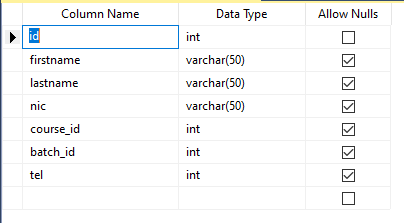 Column Name Data Type Allow Nulls
id int
firstname varchar(50)
lastname varchar(50)
nic varchar(50)
course_id int
batch_id int
tel int